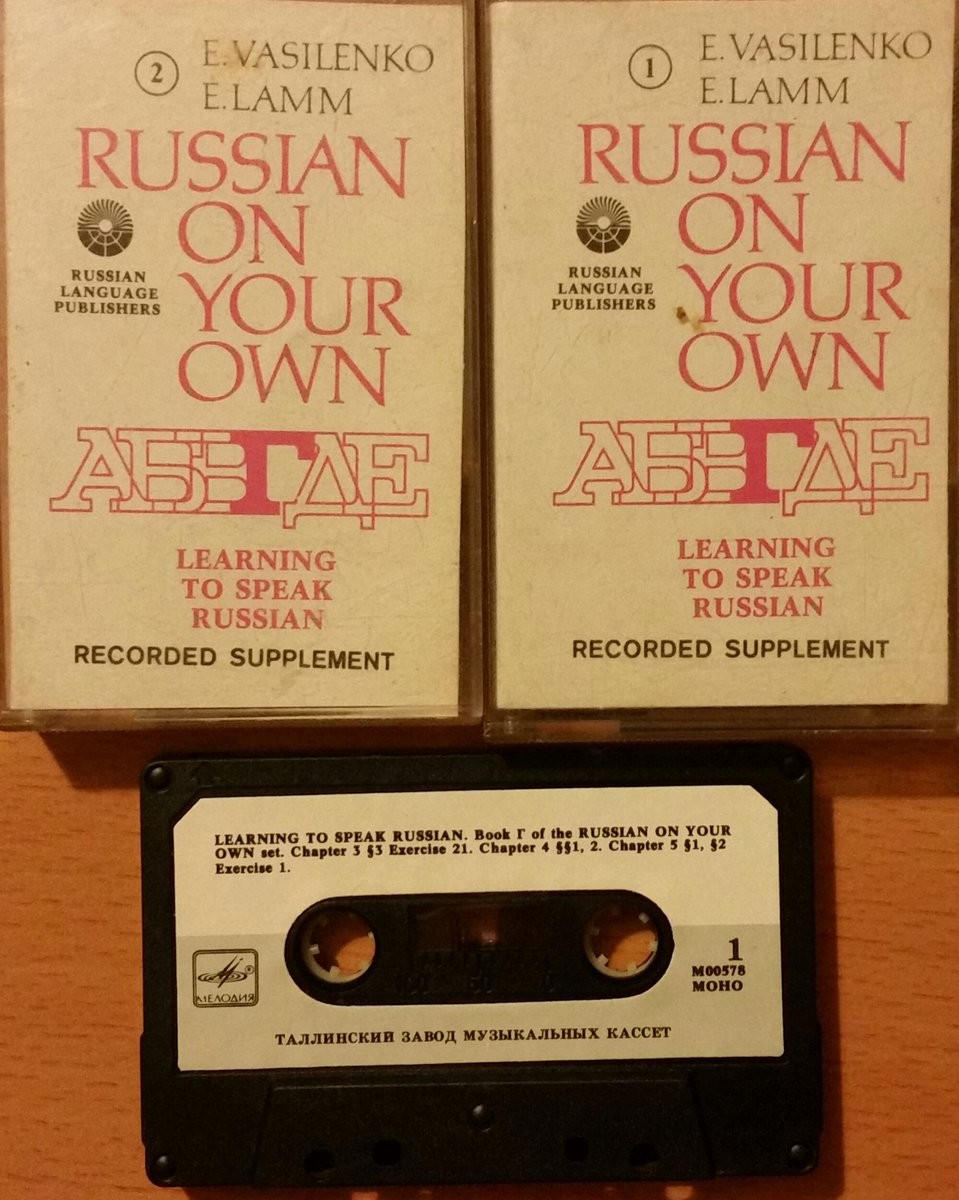 2
E. VASILENKO
E. LAMM
RUSSIAN
ON
YOUR
OWN
RUSSIAN
LANGUAGE
PUBLISHERS
АБВГДЕ
LEARNING
TO SPEAK
RUSSIAN
RECORDED SUPPLEMENT
1
E. VASILENKO
E. LAMM
RUSSIAN
ON
YOUR
OWN
RUSSIAN
LANGUAGE
PUBLISHERS
АБВГДЕ
LEARNING
TO SPEAK
RUSSIAN
RECORDED SUPPLEMENT
LEARNING TO SPEAK RUSSIAN. Book Г of the RUSSIAN ON YOUR
OWN set. Chapter 3 §3 Exercise 21. Chapter 4 §§1, 2. Chapter 5 §1, §2
Exercise 1.
100 50 0
®
МЕЛОДИЯ
1
М00578
МОНО
ТАЛЛИНСКИЙ ЗАВОД МУЗЫКАЛЬНЫХ КАССЕТ